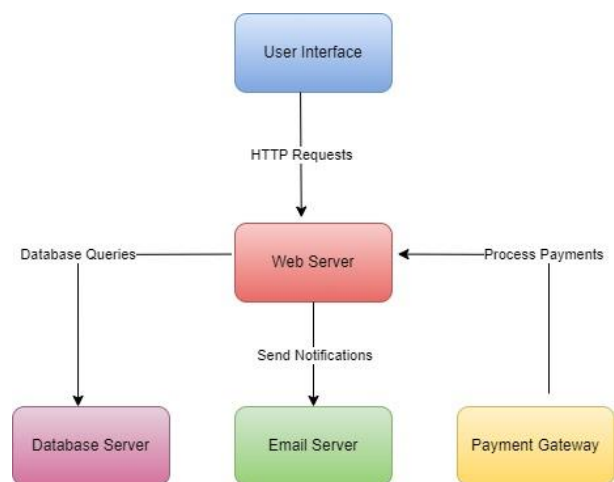 User Interface
HTTP Requests
Database Queries
Web Server
Process Payments
Send Notifications
Database Server
Email Server
Payment Gateway